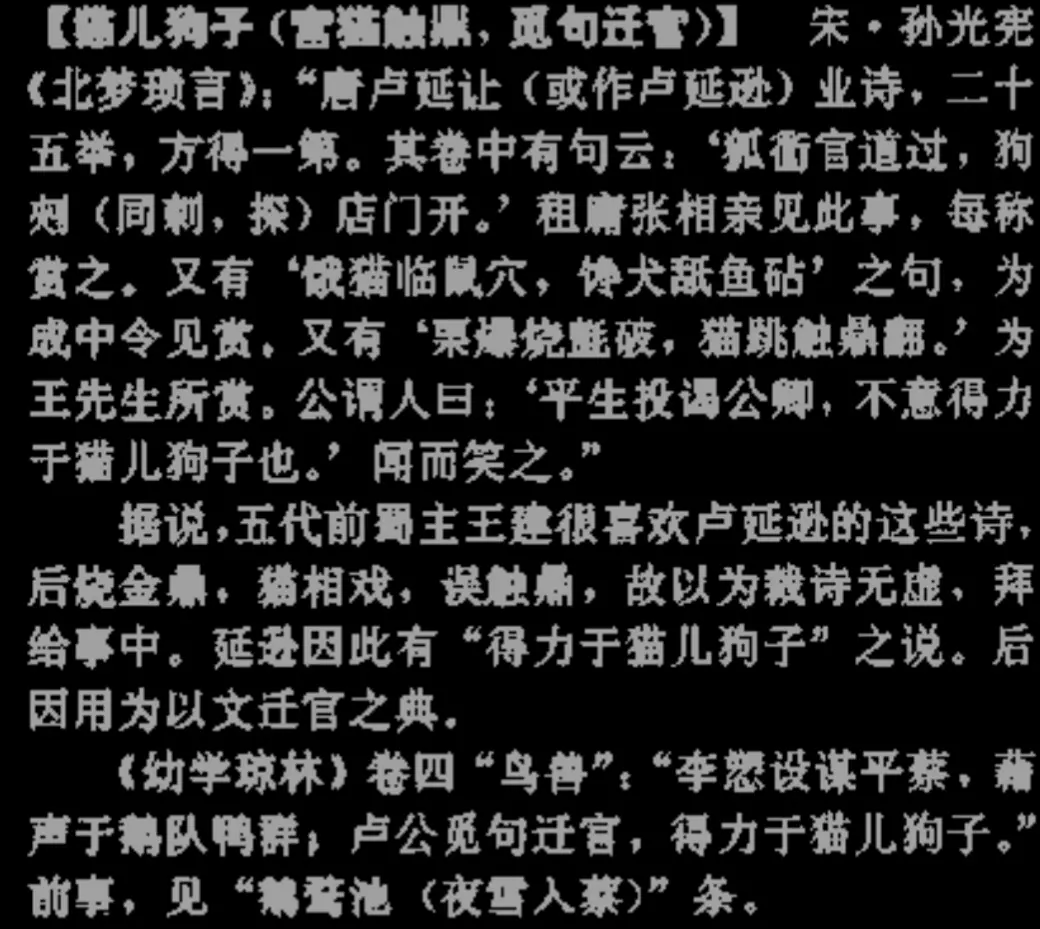 【猫儿狗子（宫猫触鼎，觅句迁官）】 宋·孙光宪
《北梦琐言》：“唐卢延让（或作卢延逊）业诗，二十
五举，方得一第。其卷中有句云：‘狐衝官道过，狗
刺（同刺，探）店门开。’租庸张相亲见此事，每称
赏之。又有‘饿猫临鼠穴，馋犬舐鱼砧’之句，为
成中令见赏。又有‘栗爆烧毡破，猫跳触鼎翻。’为
王先生所赏。公谓人曰：‘平生投谒公卿，不意得力
于猫儿狗子也。’闻而笑之。”
据说，五代前蜀主王建很喜欢卢延逊的这些诗，
后烧金鼎，猫相戏，误触鼎，故以为裁诗无虚，拜
给事中。延逊因此有“得力于猫儿狗子”之说。后
因用为以文迁官之典。
《幼学琼林》卷四“鸟兽”：“李愬设谋平蔡，藉
声于鹅队鸭群；卢公觅句迁官，得力于猫儿狗子。”
前事，见“鹅鹜池（夜雪入蔡）”条。